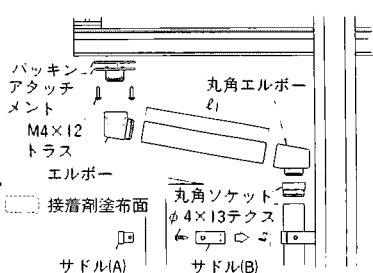 パッキン
アタッチ
メント
M4×12
トラス
エルボー
丸角エルボー
ℓ₁
丸角ソケット
φ4×13テクス
接着剤塗布面
サドル(A)
サドル(B)